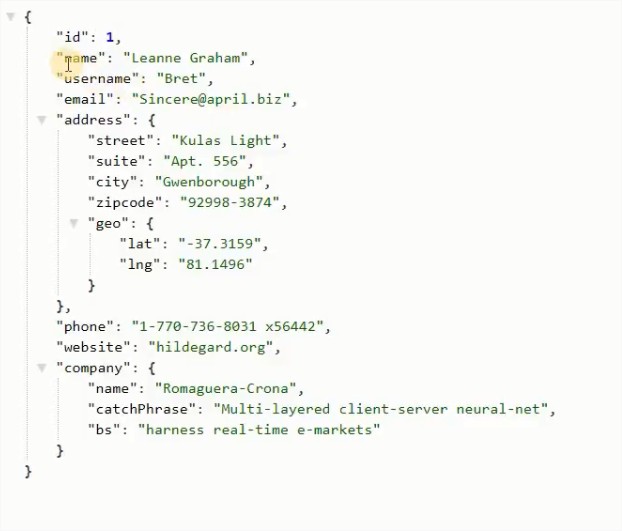 {
"id": 1,
"name": "Leanne Graham",
"username": "Bret",
"email": "Sincere@april.biz",
"address": {
"street": "Kulas Light",
"suite": "Apt. 556",
"city": "Gwenborough",
"zipcode": "92998-3874",
"geo": {
"lat": "-37.3159",
"lng": "81.1496"
}
},
"phone": "1-770-736-8031 x56442",
"website": "hildegard.org",
"company": {
"name": "Romaguera-Crona",
"catchPhrase": "Multi-layered client-server neural-net",
"bs": "harness real-time e-markets"
}
}